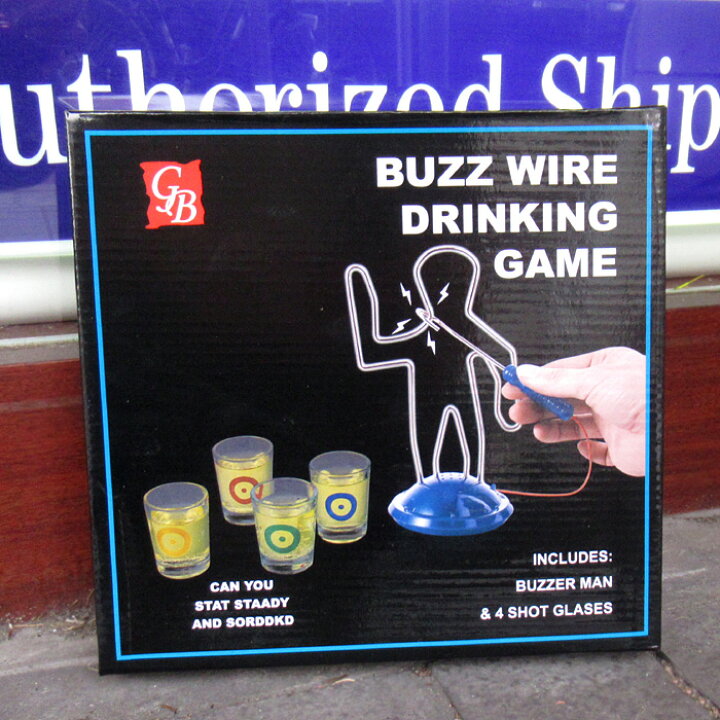 uthorized Ship
GB
BUZZ WIRE
DRINKING
GAME
CAN YOU
STAT STAADY
AND SORDDKD
INCLUDES:
BUZZER MAN
& 4 SHOT GLASES